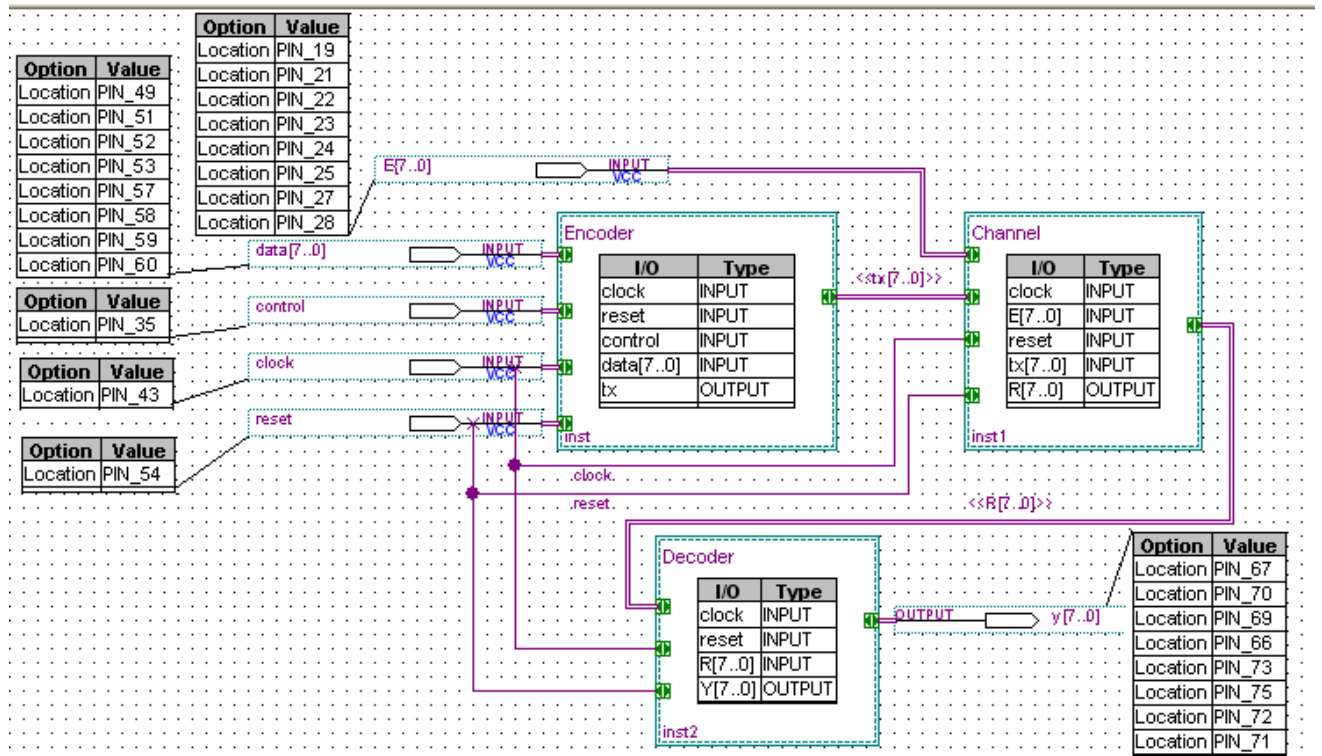 Option Value
Location PIN_19
Location PIN_21
Location PIN_22
Location PIN_23
Location PIN_24
Location PIN_25
Location PIN_27
Location PIN_28
Option Value
Location PIN_49
Location PIN_51
Location PIN_52
Location PIN_53
Location PIN_57
Location PIN_58
Location PIN_59
Location PIN_60
Option Value
Location PIN_35
Option Value
Location PIN_43
Option Value
Location PIN_54
E[7..0] INPUT
VCC
data[7..0] INPUT
VCC
control INPUT
VCC
clock INPUT
VCC
reset INPUT
VCC
Encoder
I/O Type
clock INPUT
reset INPUT
control INPUT
data[7..0] INPUT
tx OUTPUT
inst
<<tx[7..0]>>
Channel
I/O Type
clock INPUT
E[7..0] INPUT
reset INPUT
tx[7..0] INPUT
R[7..0] OUTPUT
inst1
.clock.
.reset.
<<R[7..0]>>
Decoder
I/O Type
clock INPUT
reset INPUT
R[7..0] INPUT
Y[7..0] OUTPUT
inst2
OUTPUT y[7..0]
Option Value
Location PIN_67
Location PIN_70
Location PIN_69
Location PIN_66
Location PIN_73
Location PIN_75
Location PIN_72
Location PIN_71